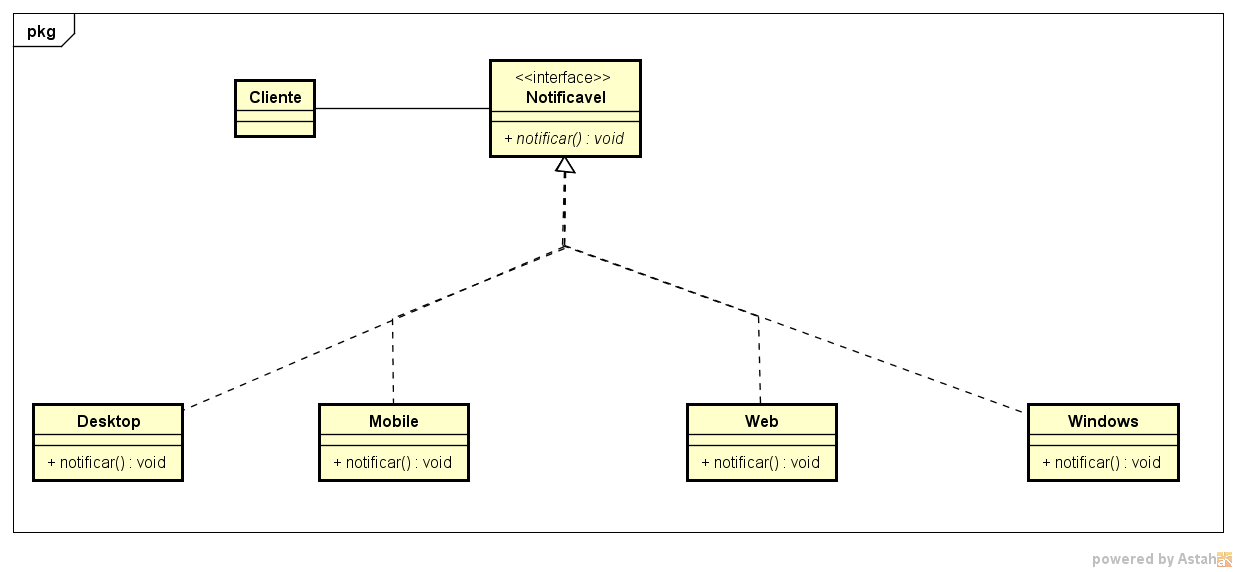 pkg
<<interface>>
Notificavel
Cliente
+ notificar() : void
Desktop
+ notificar() : void
Mobile
+ notificar() : void
Web
+ notificar() : void
Windows
+ notificar() : void
powered by Astah